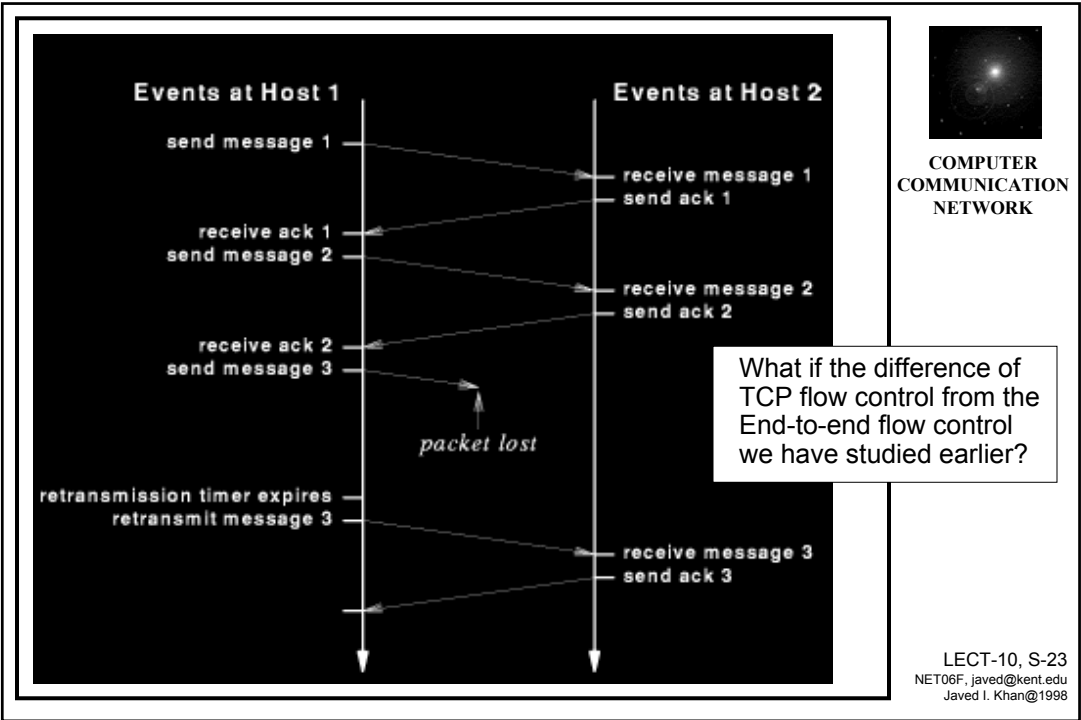 Events at Host 1
Events at Host 2
send message 1
receive message 1
send ack 1
receive ack 1
send message 2
receive message 2
send ack 2
receive ack 2
send message 3
packet lost
retransmission timer expires
retransmit message 3
receive message 3
send ack 3
COMPUTER
COMMUNICATION
NETWORK
What if the difference of
TCP flow control from the
End-to-end flow control
we have studied earlier?
LECT-10, S-23
NET06F, javed@kent.edu
Javed I. Khan@1998